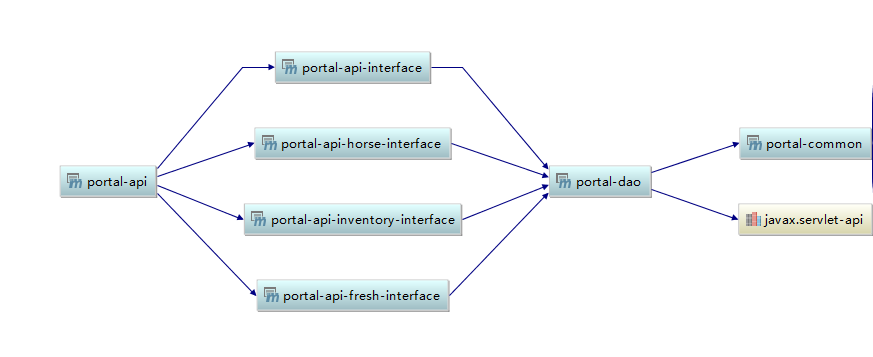 portal-api-interface
portal-api-horse-interface
portal-common
portal-api
portal-dao
portal-api-inventory-interface
javax.servlet-api
portal-api-fresh-interface